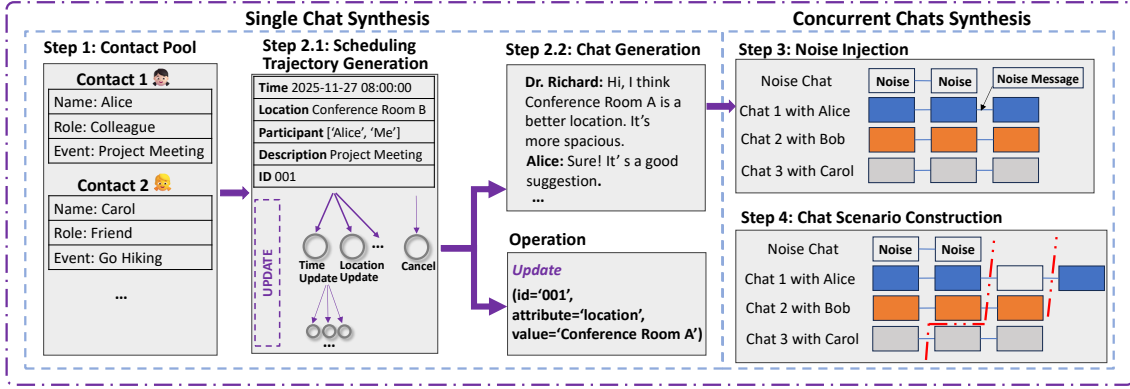 Single Chat Synthesis
Concurrent Chats Synthesis
Step 1: Contact Pool
Contact 1
Name: Alice
Role: Colleague
Event: Project Meeting
Contact 2
Name: Carol
Role: Friend
Event: Go Hiking
...
Step 2.1: Scheduling
Trajectory Generation
Time 2025-11-27 08:00:00
Location Conference Room B
Participant [‘Alice’, ‘Me’]
Description Project Meeting
ID 001
UPDATE
...
Time
Update
Location
Update
Cancel
...
Step 2.2: Chat Generation
Dr. Richard: Hi, I think
Conference Room A is a
better location. It’s
more spacious.
Alice: Sure! It’ s a good
suggestion.
...
Operation
Update
(id=‘001’,
attribute=‘location’,
value=‘Conference Room A’)
Step 3: Noise Injection
Noise Chat
Noise
Noise
Noise Message
Chat 1 with Alice
Chat 2 with Bob
Chat 3 with Carol
Step 4: Chat Scenario Construction
Noise Chat
Noise
Noise
Chat 1 with Alice
Chat 2 with Bob
Chat 3 with Carol